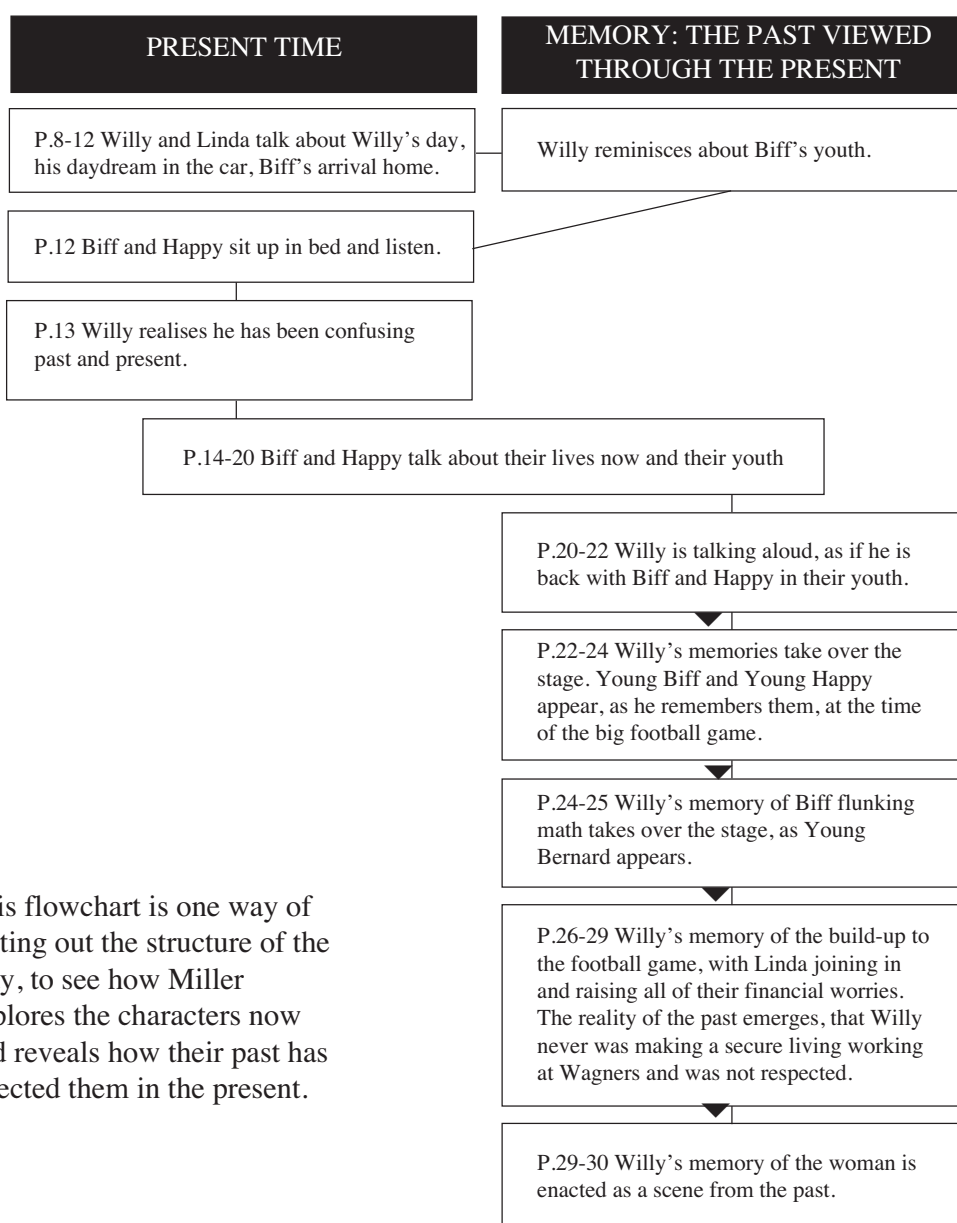 PRESENT TIME
MEMORY: THE PAST VIEWED
THROUGH THE PRESENT
P.8-12 Willy and Linda talk about Willy’s day,
his daydream in the car, Biff’s arrival home.
Willy reminisces about Biff’s youth.
P.12 Biff and Happy sit up in bed and listen.
P.13 Willy realises he has been confusing
past and present.
P.14-20 Biff and Happy talk about their lives now and their youth
P.20-22 Willy is talking aloud, as if he is
back with Biff and Happy in their youth.
P.22-24 Willy’s memories take over the
stage. Young Biff and Young Happy
appear, as he remembers them, at the time
of the big football game.
P.24-25 Willy’s memory of Biff flunking
math takes over the stage, as Young
Bernard appears.
is flowchart is one way of
ting out the structure of the
y, to see how Miller
plores the characters now
d reveals how their past has
ected them in the present.
P.26-29 Willy’s memory of the build-up to
the football game, with Linda joining in
and raising all of their financial worries.
The reality of the past emerges, that Willy
never was making a secure living working
at Wagners and was not respected.
P.29-30 Willy’s memory of the woman is
enacted as a scene from the past.